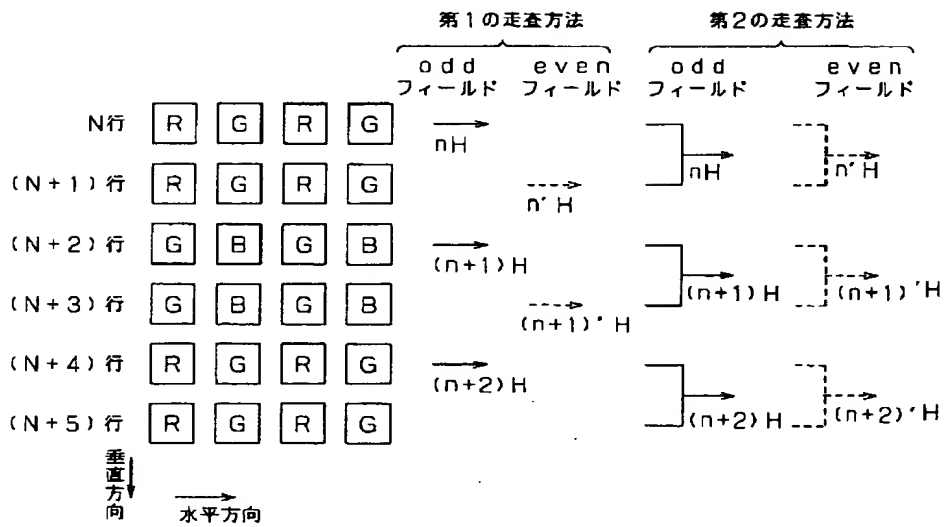 第1の走査方法 第2の走査方法
odd even odd even
フィールド フィールド フィールド フィールド
N行 R G R G nH nH n'H
(N+1)行 R G R G n'H
(N+2)行 G B G B (n+1)H (n+1)H (n+1)'H
(N+3)行 G B G B (n+1)'H
(N+4)行 R G R G (n+2)H (n+2)H (n+2)'H
(N+5)行 R G R G
垂直方向
水平方向